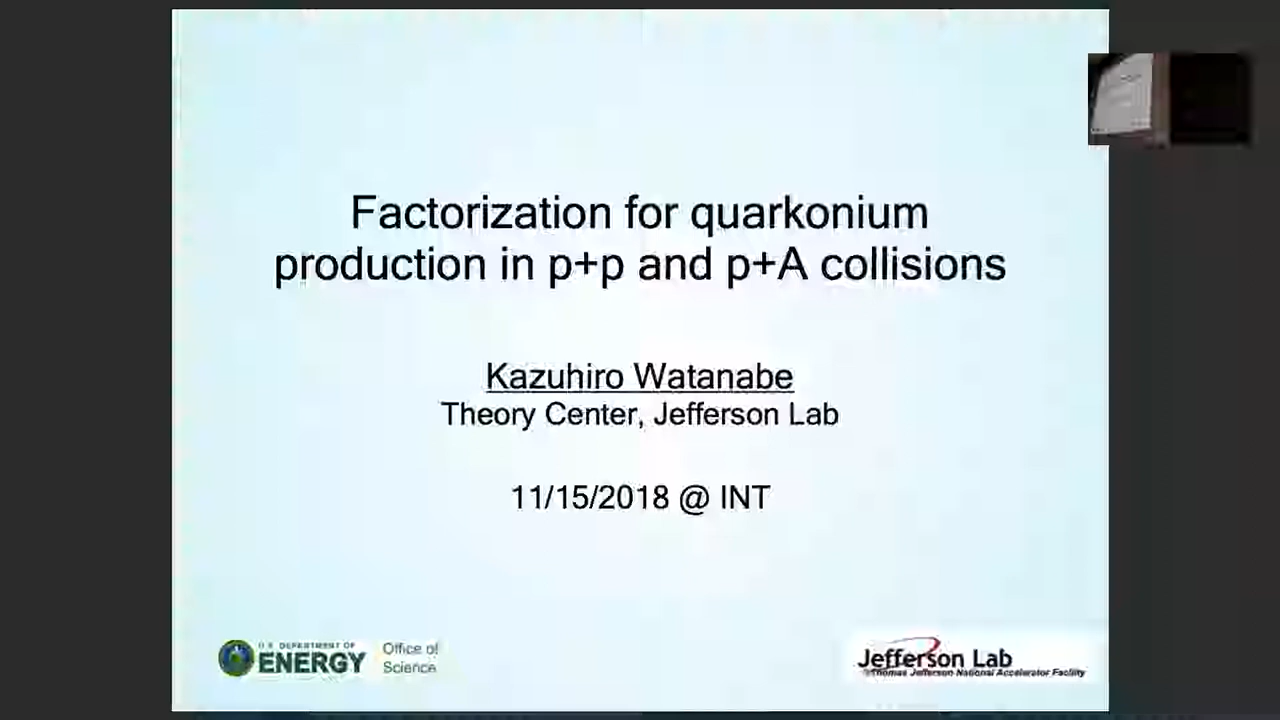 Factorization for quarkonium
production in p+p and p+A collisions
Kazuhiro Watanabe
Theory Center, Jefferson Lab
11/15/2018 @ INT
U.S. DEPARTMENT OF
ENERGY
Office of
Science
Jefferson Lab
Thomas Jefferson National Accelerator Facility